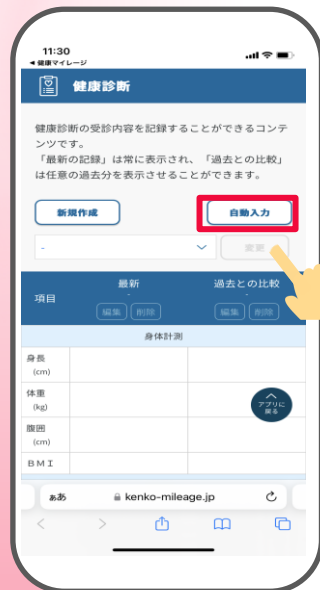 11:30
◀ 健康マイレージ
健康診断
健康診断の受診内容を記録することができるコンテ
ンツです。
「最新の記録」は常に表示され、「過去との比較」
は任意の過去分を表示させることができます。
新規作成
自動入力
-
変更
項目
最新
過去との比較
-
-
編集
削除
編集
削除
身体計測
身長
(cm)
体重
(kg)
腹囲
(cm)
BMI
アプリに
戻る
ぁあ
kenko-mileage.jp